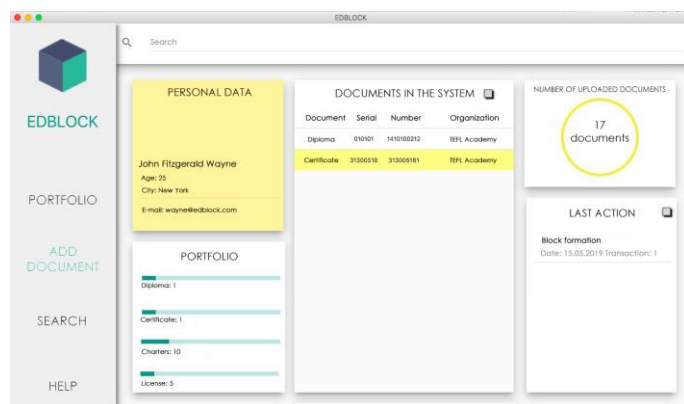 EDBLOCK
Search
EDBLOCK
PORTFOLIO
ADD
DOCUMENT
SEARCH
HELP
PERSONAL DATA
John Fitzgerald Wayne
Age: 25
City: New York
E-mail: wayne@edblock.com
PORTFOLIO
Diploma: 1
Certificate: 1
Charters: 10
License: 5
DOCUMENTS IN THE SYSTEM
Document Serial Number Organization
Diploma 010101 1410100212 TEFL Academy
Certificate 31300518 313005181 TEFL Academy
NUMBER OF UPLOADED DOCUMENTS
17
documents
LAST ACTION
Block formation
Date: 15.05.2019 Transaction: 1